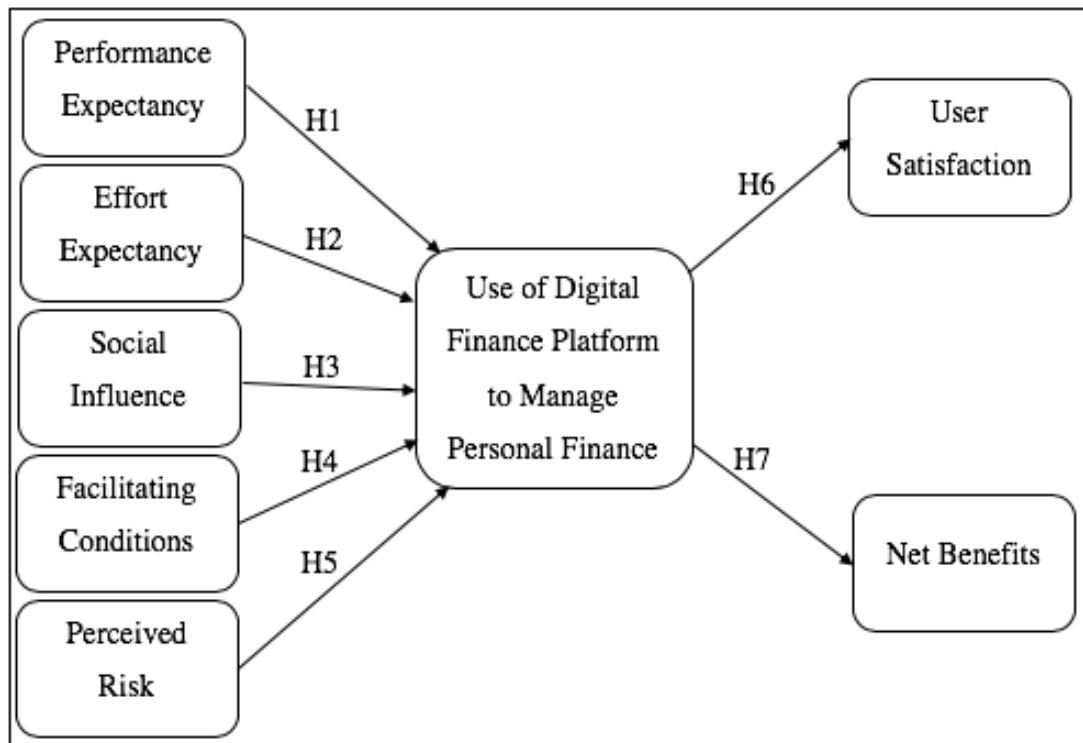 Performance
Expectancy
H1
Effort
Expectancy
H2
Social
Influence
H3
Facilitating
Conditions
H4
Perceived
Risk
H5
Use of Digital
Finance Platform
to Manage
Personal Finance
H6
User
Satisfaction
H7
Net Benefits